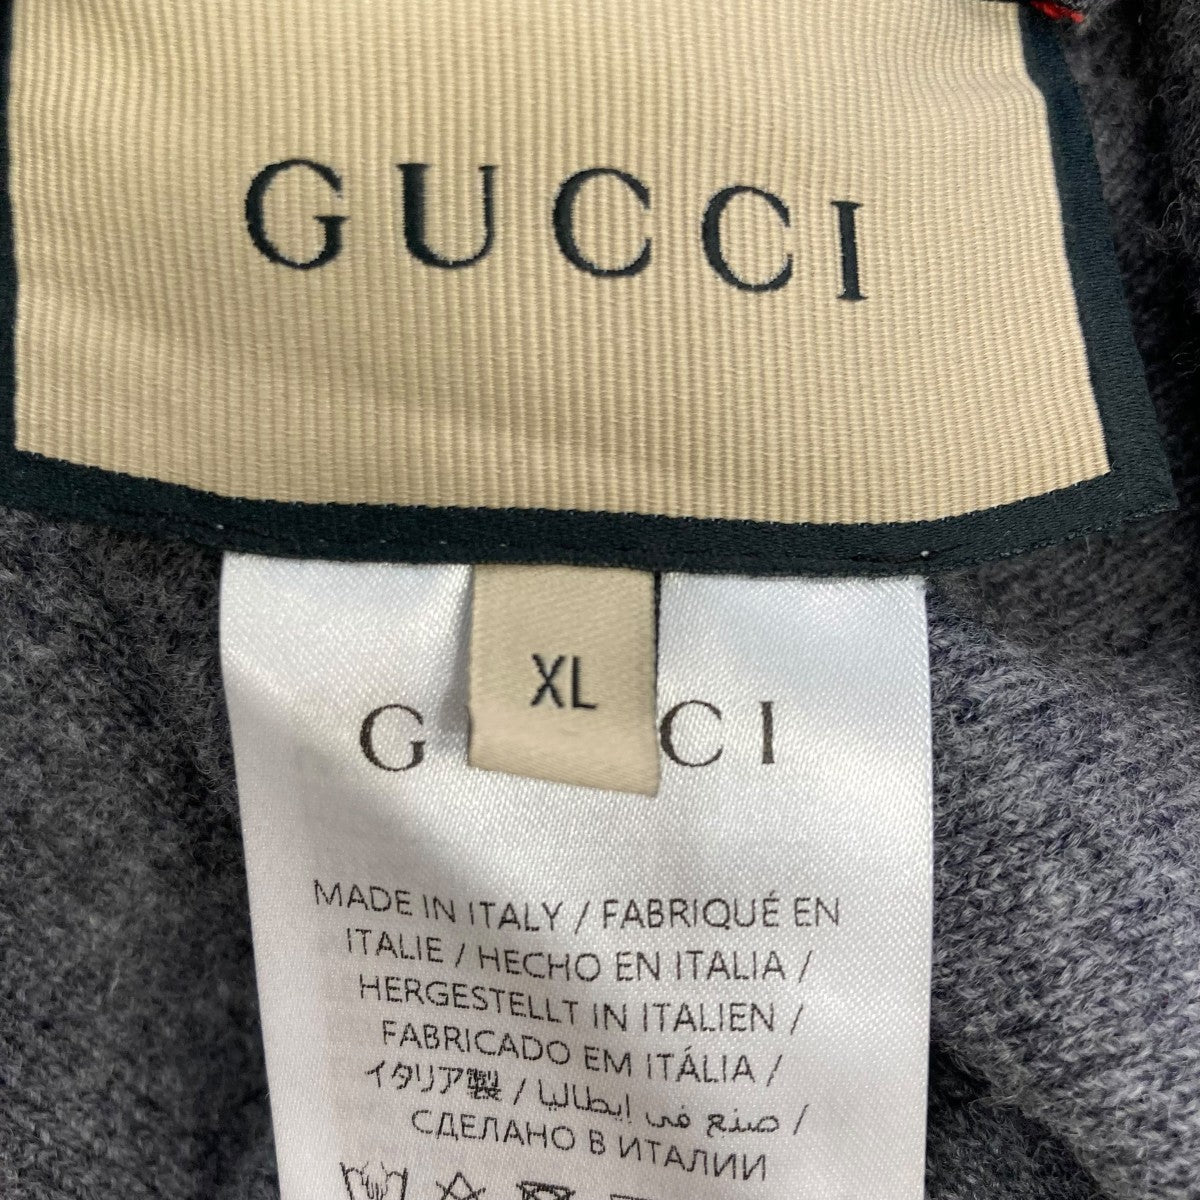 GUCCI
XL
G CI
MADE IN ITALY / FABRIQUÉ EN
ITALIE / HECHO EN ITALIA /
HERGESTELLT IN ITALIEN /
FABRICADO EM ITÁLIA /
イタリア製 / صنع في إيطاليا /
СДЕЛАНО В ИТАЛИИ